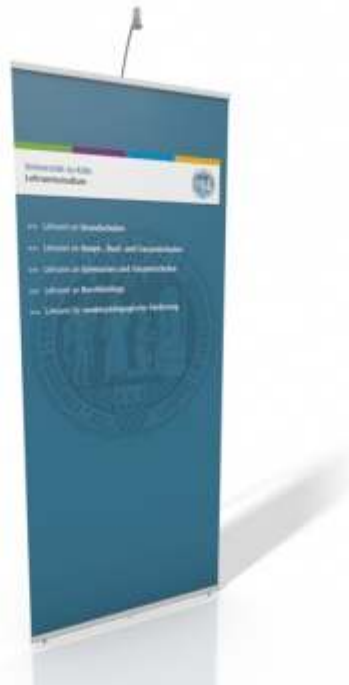 Universität zu Köln
Lehramtsstudium
>>> Lehramt an Grundschulen
>>> Lehramt an Haupt-, Real- und Gesamtschulen
>>> Lehramt an Gymnasien und Gesamtschulen
>>> Lehramt an Berufskollegs
>>> Lehramt für sonderpädagogische Förderung